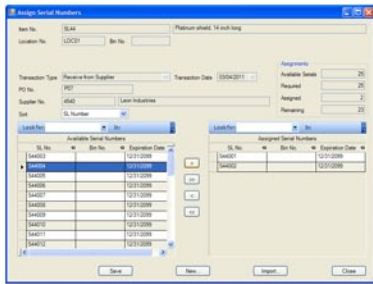 Assign Serial Numbers
Item No. SL44 Platinum shield, 14 inch long
Location No. LOC01 Bin No.
Assignments
Transaction Type Receive from Supplier Transaction Date 03/04/2011 Available Serials 25
PO No. P07 Required 25
Supplier No. 4540 Leon Industries Assigned 2
Sort SL Number Remaining 23
Look for: In: Look for: In:
Available Serial Numbers Assigned Serial Numbers
SL No. Bin No. Expiration Date SL No. Bin No. Expiration Date
S44003 12/31/2099 S44001 12/31/2099
S44004 12/31/2099 > S44002 12/31/2099
S44005 12/31/2099
S44006 12/31/2099 >>
S44007 12/31/2099
S44008 12/31/2099 <
S44009 12/31/2099
S44010 12/31/2099 <<
S44011 12/31/2099
S44012 12/31/2099
Save New... Import... Close